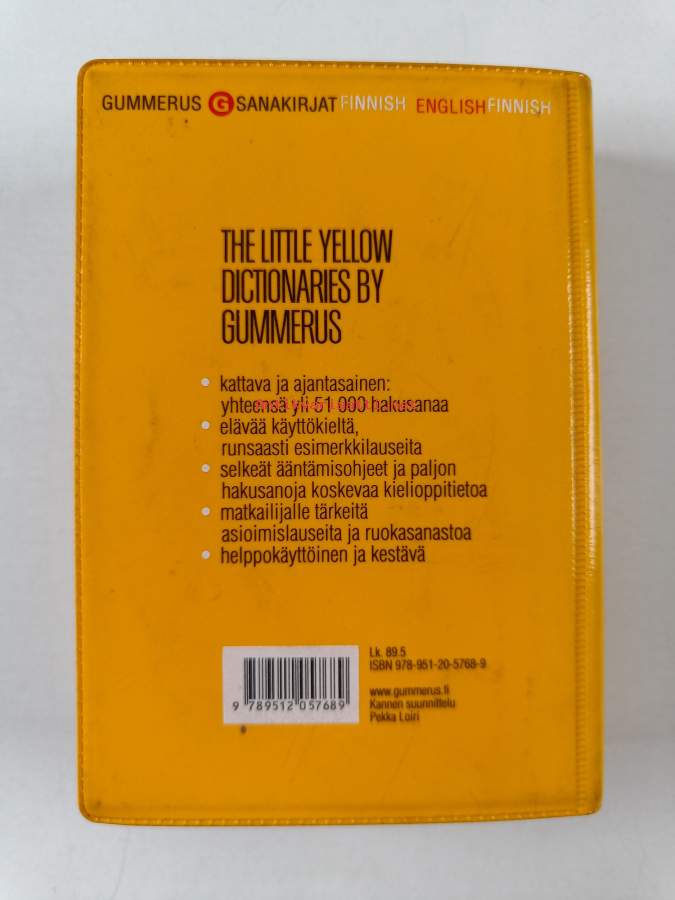 GUMMERUS G SANAKIRJAT FINNISH ENGLISH FINNISH
THE LITTLE YELLOW
DICTIONARIES BY
GUMMERUS
• kattava ja ajantasainen:
yhteensä yli 51 000 hakusanaa
• elävää käyttökieltä,
runsaasti esimerkkilauseita
• selkeät ääntämisohjeet ja paljon
hakusanoja koskevaa kielioppitietoa
• matkailijalle tärkeitä
asioimislauseita ja ruokasanastoa
• helppokäyttöinen ja kestävä
Lk. 89.5
ISBN 978-951-20-5768-9
9 789512 057689
www.gummerus.fi
Kannen suunnittelu
Pekka Loiri